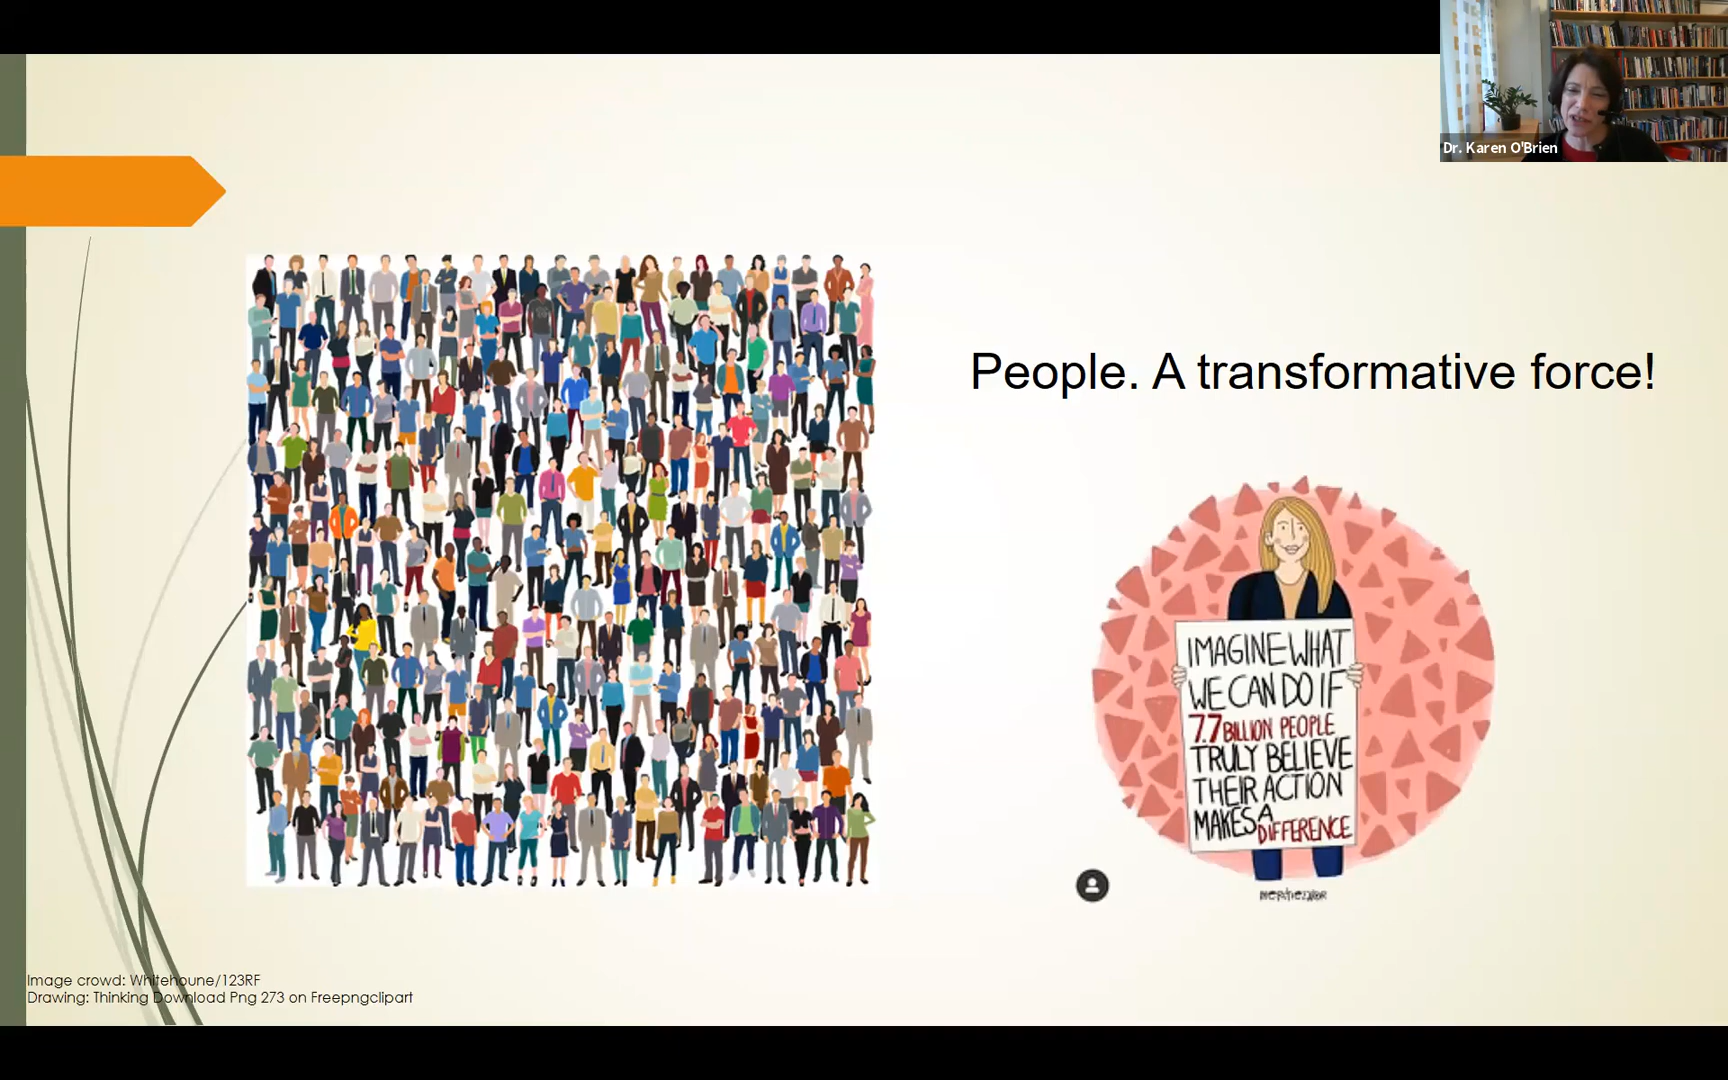 Dr. Karen O'Brien
People. A transformative force!
IMAGINE WHAT
WE CAN DO IF
7.7 BILLION PEOPLE
TRULY BELIEVE
THEIR ACTION
MAKES A
DIFFERENCE
Image crowd: Whitehoune/123RF
Drawing: Thinking Download Png 273 on Freepngclipart